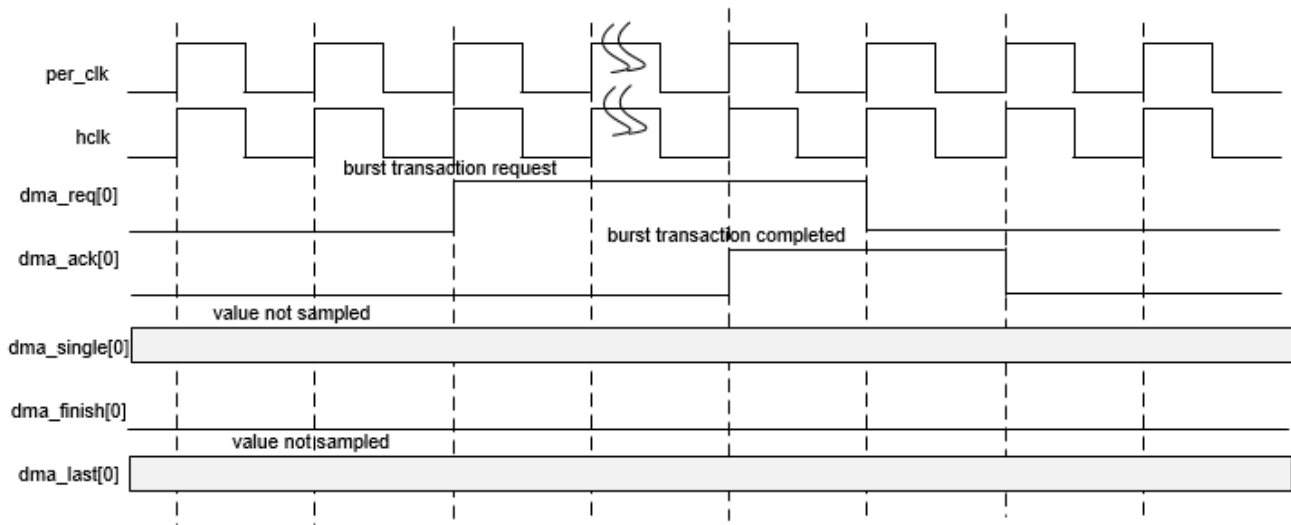 per_clk
hclk
burst transaction request
dma_req[0]
burst transaction completed
dma_ack[0]
value not sampled
dma_single[0]
dma_finish[0]
value not sampled
dma_last[0]